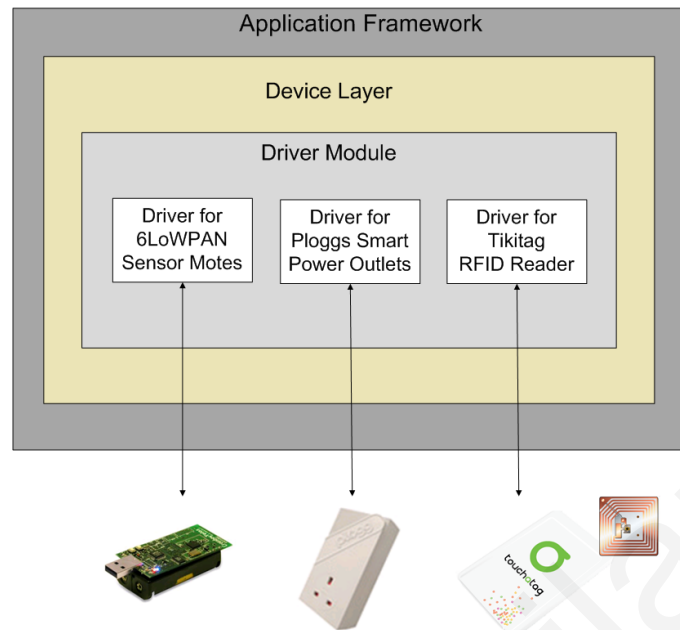 Application Framework
Device Layer
Driver Module
Driver for
6LoWPAN
Sensor Motes
Driver for
Ploggs Smart
Power Outlets
Driver for
Tikitag
RFID Reader
plogg
touchatag